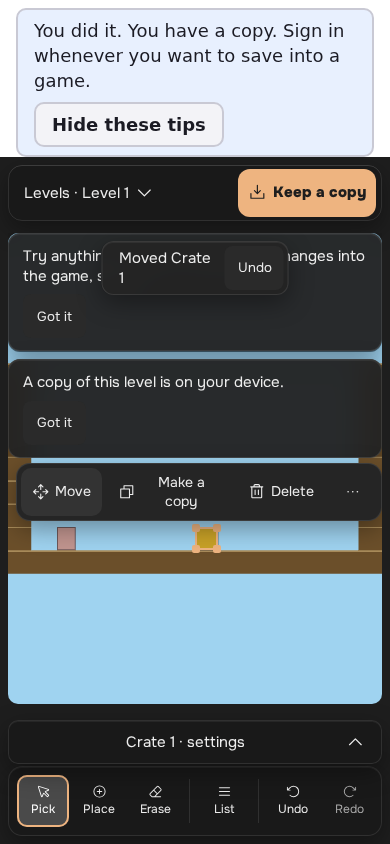 You did it. You have a copy. Sign in
whenever you want to save into a
game.
Hide these tips
Levels · Level 1
Keep a copy
Try anythin
hanges into
the game, s
Moved Crate
1
Undo
Got it
A copy of this level is on your device.
Got it
Move
Make a
copy
Delete
...
Crate 1 · settings
Pick
Place
Erase
List
Undo
Redo